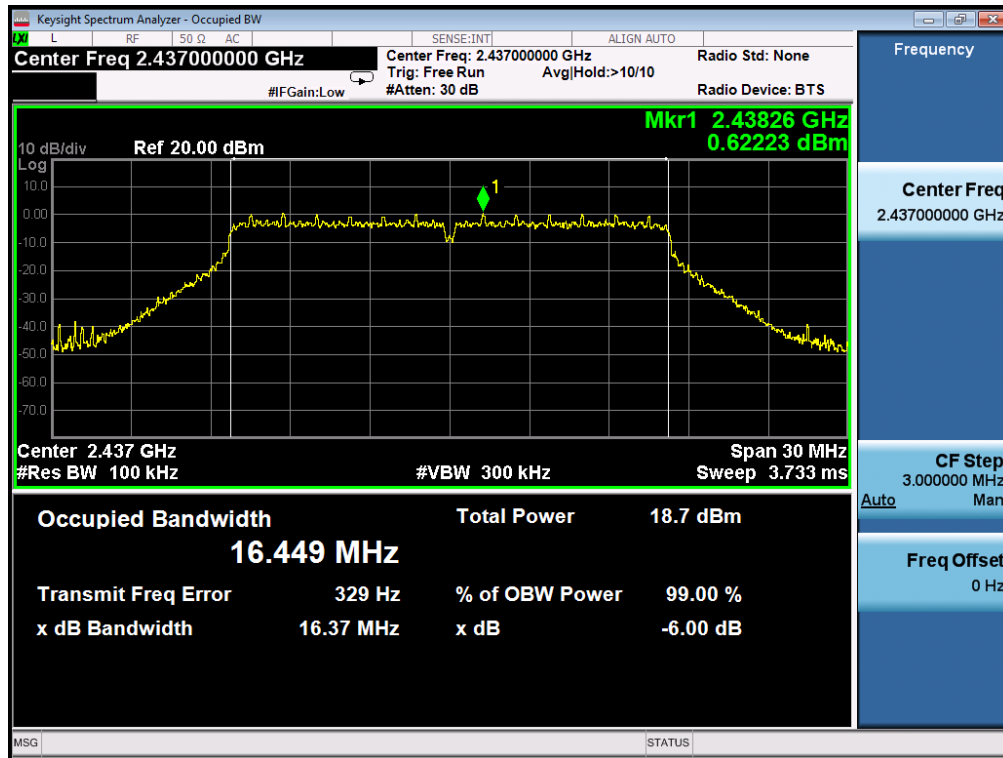 Keysight Spectrum Analyzer - Occupied BW
LXI L RF 50 Ω AC SENSE:INT ALIGN AUTO
Center Freq 2.437000000 GHz
Center Freq: 2.437000000 GHz Radio Std: None
Trig: Free Run Avg|Hold:>10/10
#IFGain:Low #Atten: 30 dB Radio Device: BTS
Mkr1 2.43826 GHz
0.62223 dBm
10 dB/div Ref 20.00 dBm
Log
10.0
0.00
-10.0
-20.0
-30.0
-40.0
-50.0
-60.0
-70.0
1
Center 2.437 GHz Span 30 MHz
#Res BW 100 kHz #VBW 300 kHz Sweep 3.733 ms
Occupied Bandwidth Total Power 18.7 dBm
16.449 MHz
Transmit Freq Error 329 Hz % of OBW Power 99.00 %
x dB Bandwidth 16.37 MHz x dB -6.00 dB
MSG STATUS
Frequency
Center Freq
2.437000000 GHz
CF Step
3.000000 MHz
Auto Man
Freq Offset
0 Hz